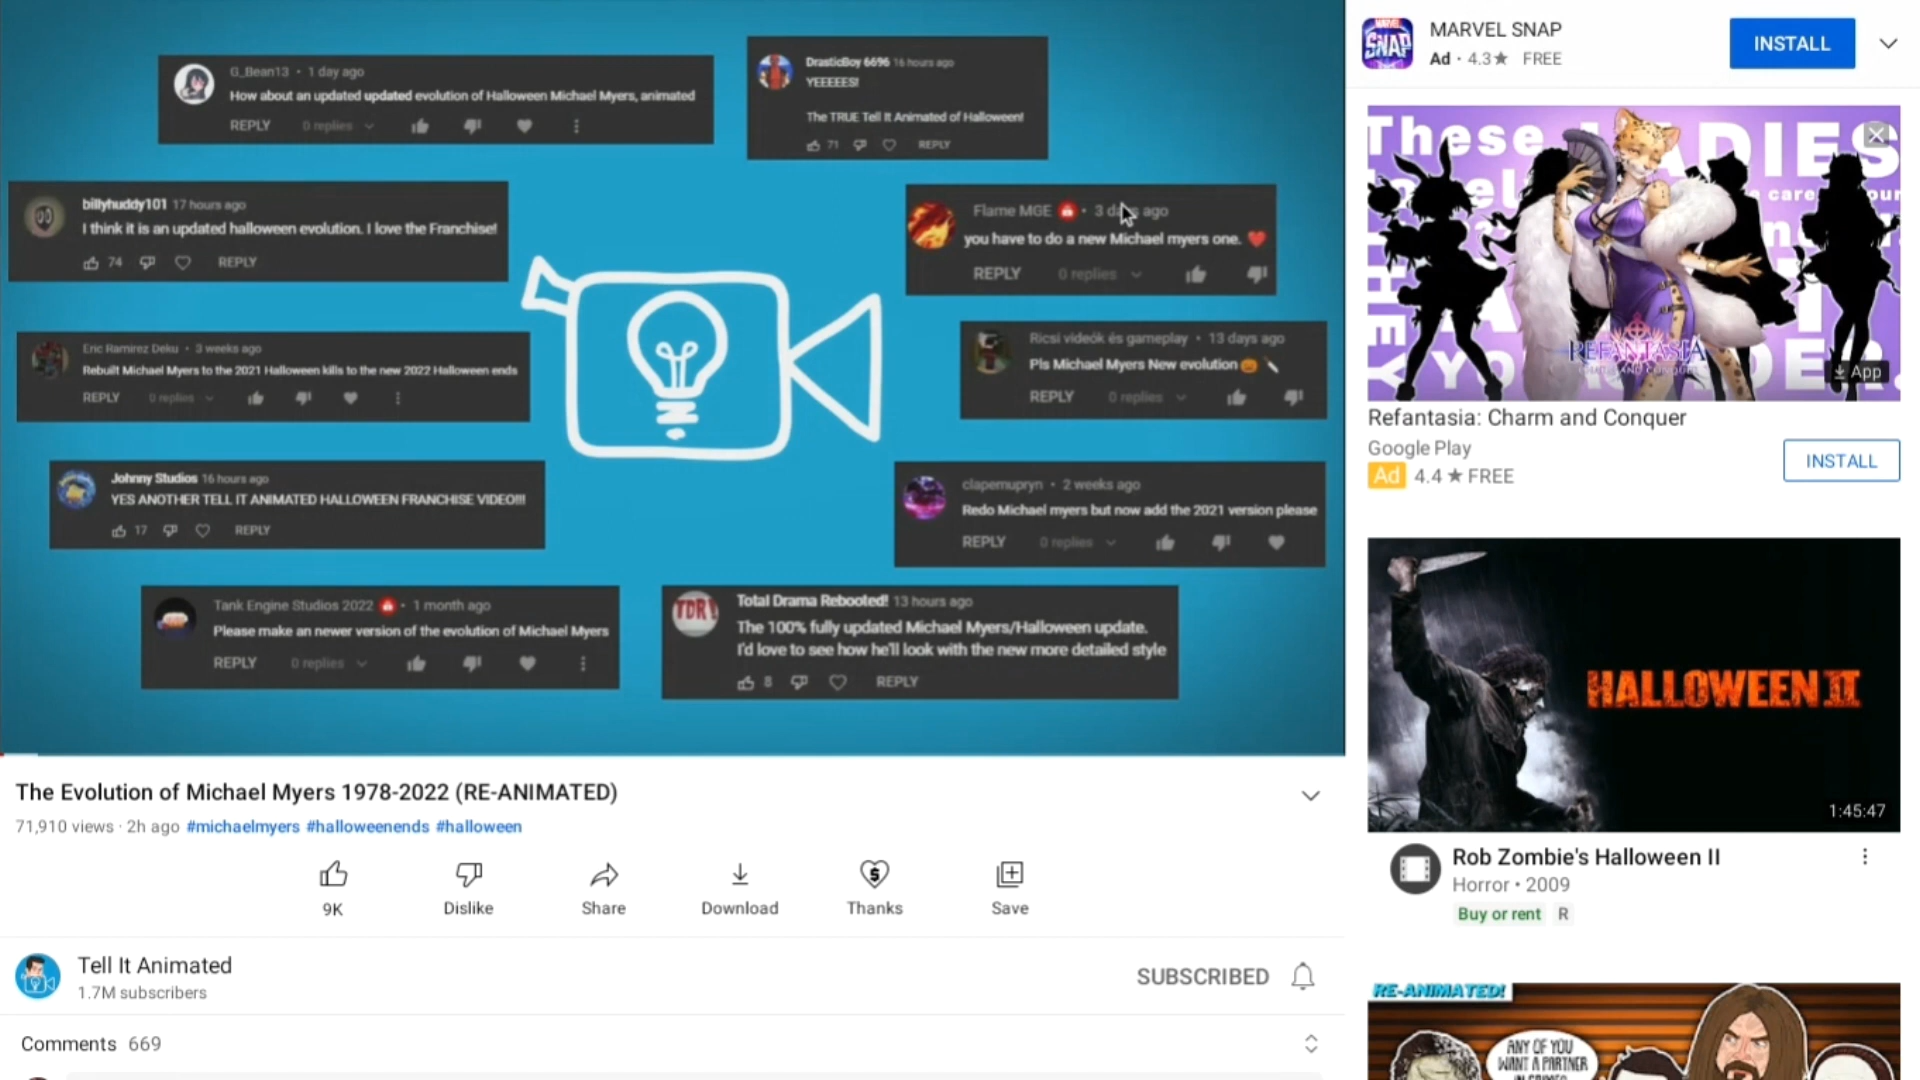 G_Bean13 • 1 day ago
How about an updated updated evolution of Halloween Michael Myers, animated
REPLY 0 replies
DrasticBoy 6696 16 hours ago
YEEEEES!
The TRUE Tell It Animated of Halloween!
71 REPLY
billyhuddy101 17 hours ago
I think it is an updated halloween evolution. I love the Franchise!
74 REPLY
Flame MGE • 3 days ago
you have to do a new Michael myers one.
REPLY 0 replies
Eric Ramirez Deku • 3 weeks ago
Rebuilt Michael Myers to the 2021 Halloween kills to the new 2022 Halloween ends
REPLY 0 replies
Ricsi videók és gameplay • 13 days ago
Pls Michael Myers New evolution
REPLY 0 replies
Johnny Studios 16 hours ago
YES ANOTHER TELL IT ANIMATED HALLOWEEN FRANCHISE VIDEO!!!
17 REPLY
clapemupryn • 2 weeks ago
Redo Michael myers but now add the 2021 version please
REPLY 0 replies
Tank Engine Studios 2022 • 1 month ago
Please make an newer version of the evolution of Michael Myers
REPLY 0 replies
TDR!
Total Drama Rebooted! 13 hours ago
The 100% fully updated Michael Myers/Halloween update.
I'd love to see how he'll look with the new more detailed style
8 REPLY
The Evolution of Michael Myers 1978-2022 (RE-ANIMATED)
71,910 views · 2h ago #michaelmyers #halloweenends #halloween
9K Dislike Share Download Thanks Save
Tell It Animated
1.7M subscribers
SUBSCRIBED
Comments 669
MARVEL
SNAP
MARVEL SNAP
Ad · 4.3★ FREE
INSTALL
These LADIES
REFANTASIA
CHARM AND CONQUER
App
Refantasia: Charm and Conquer
Google Play
Ad 4.4 ★ FREE
INSTALL
HALLOWEEN II
1:45:47
Rob Zombie's Halloween II
Horror • 2009
Buy or rent R
RE-ANIMATED!
ANY OF YOU
WANT A PARTNER